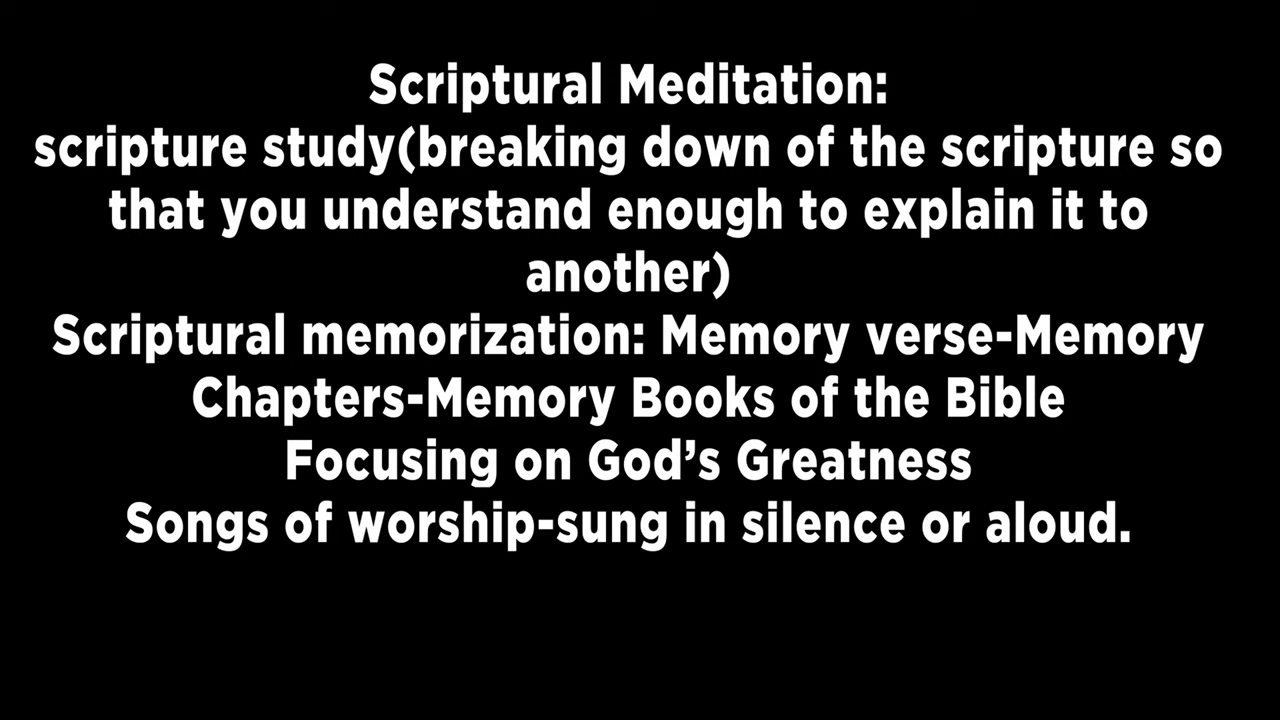 Scriptural Meditation:
scripture study(breaking down of the scripture so
that you understand enough to explain it to
another)
Scriptural memorization: Memory verse-Memory
Chapters-Memory Books of the Bible
Focusing on God’s Greatness
Songs of worship-sung in silence or aloud.